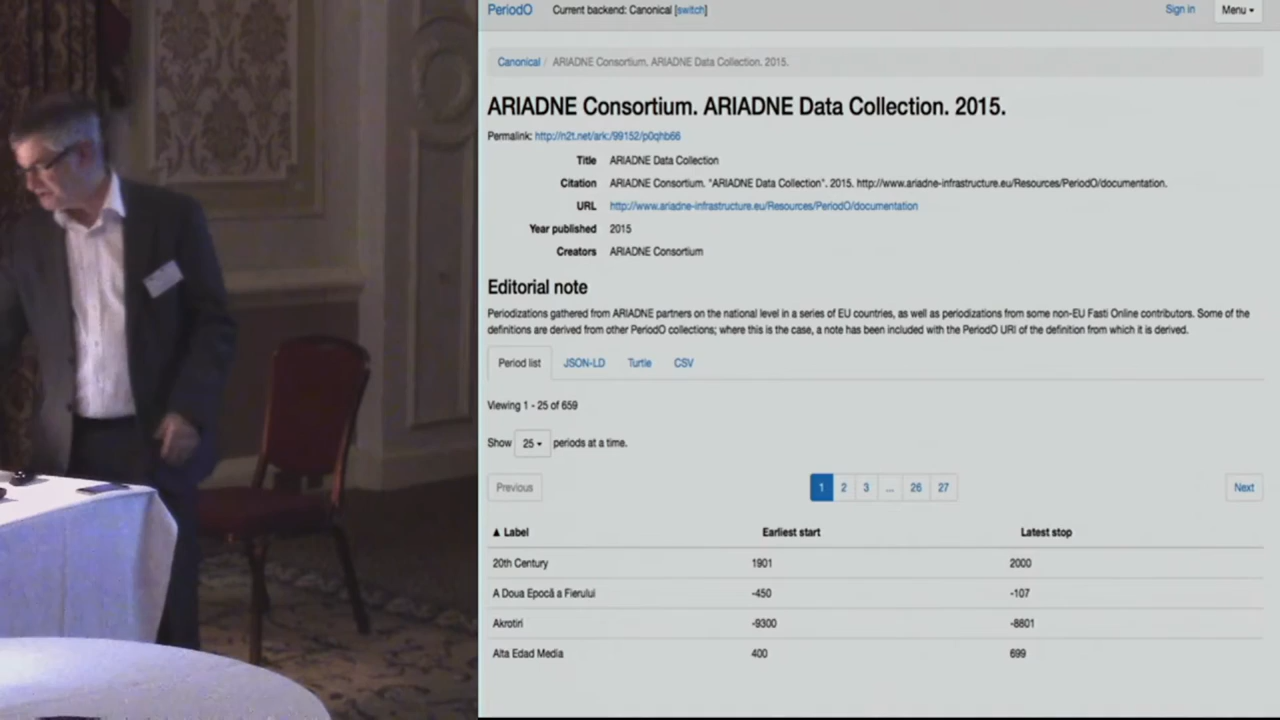 PeriodO Current backend: Canonical [switch] Sign in Menu
Canonical / ARIADNE Consortium. ARIADNE Data Collection. 2015.
ARIADNE Consortium. ARIADNE Data Collection. 2015.
Permalink: http://n2t.net/ark:/99152/p0qhb66
Title ARIADNE Data Collection
Citation ARIADNE Consortium. "ARIADNE Data Collection". 2015. http://www.ariadne-infrastructure.eu/Resources/PeriodO/documentation.
URL http://www.ariadne-infrastructure.eu/Resources/PeriodO/documentation
Year published 2015
Creators ARIADNE Consortium
Editorial note
Periodizations gathered from ARIADNE partners on the national level in a series of EU countries, as well as periodizations from some non-EU Fasti Online contributors. Some of the
definitions are derived from other PeriodO collections; where this is the case, a note has been included with the PeriodO URI of the definition from which it is derived.
Period list JSON-LD Turtle CSV
Viewing 1 - 25 of 659
Show 25 periods at a time.
Previous 1 2 3 ... 26 27 Next
▲ Label Earliest start Latest stop
20th Century 1901 2000
A Doua Epocă a Fierului -450 -107
Akrotiri -9300 -8601
Alta Edad Media 400 699